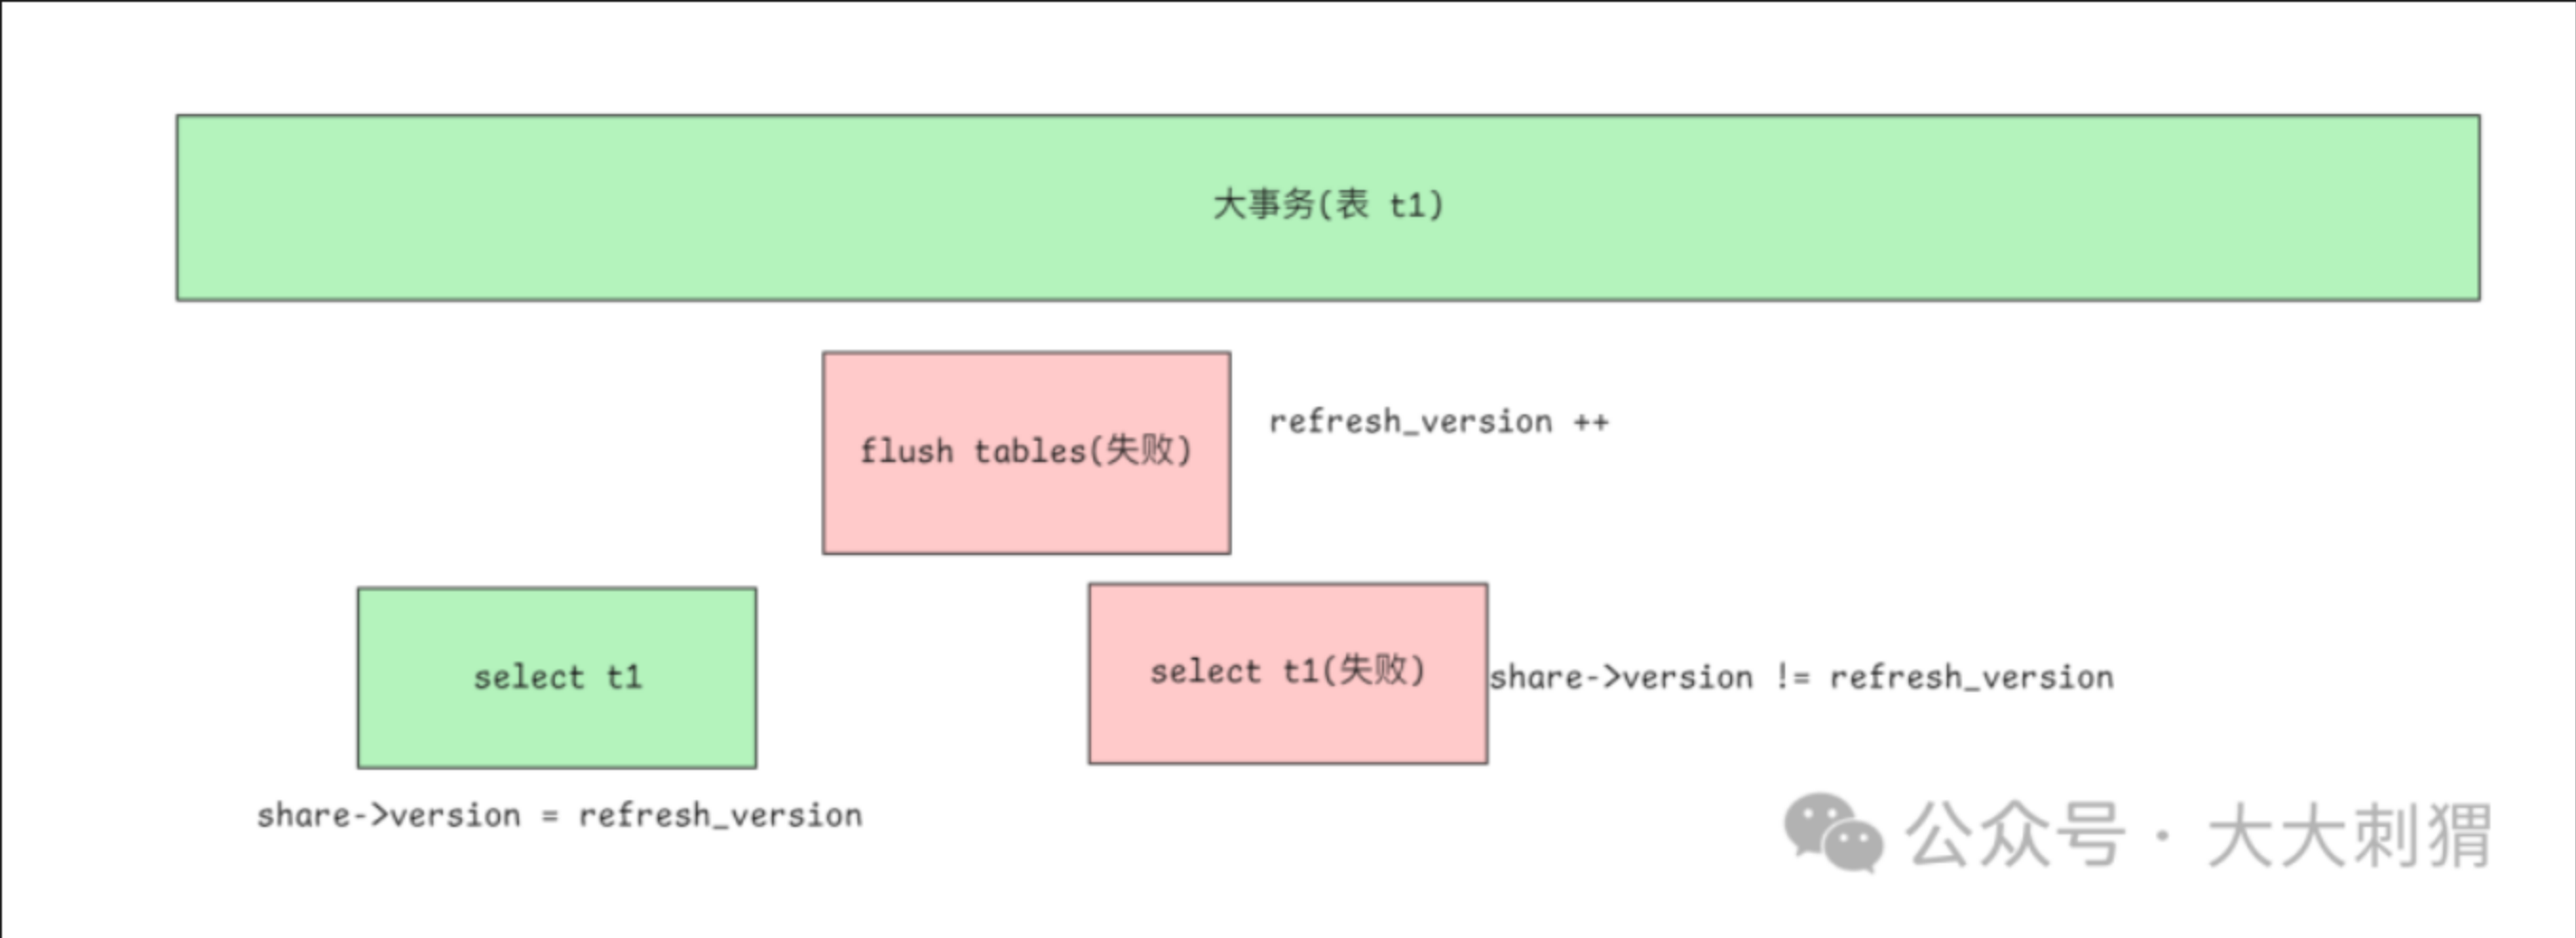 大事务(表 t1)
flush tables(失败)
refresh_version ++
select t1
select t1(失败)
share->version != refresh_version
share->version = refresh_version
公众号 · 大大刺猬